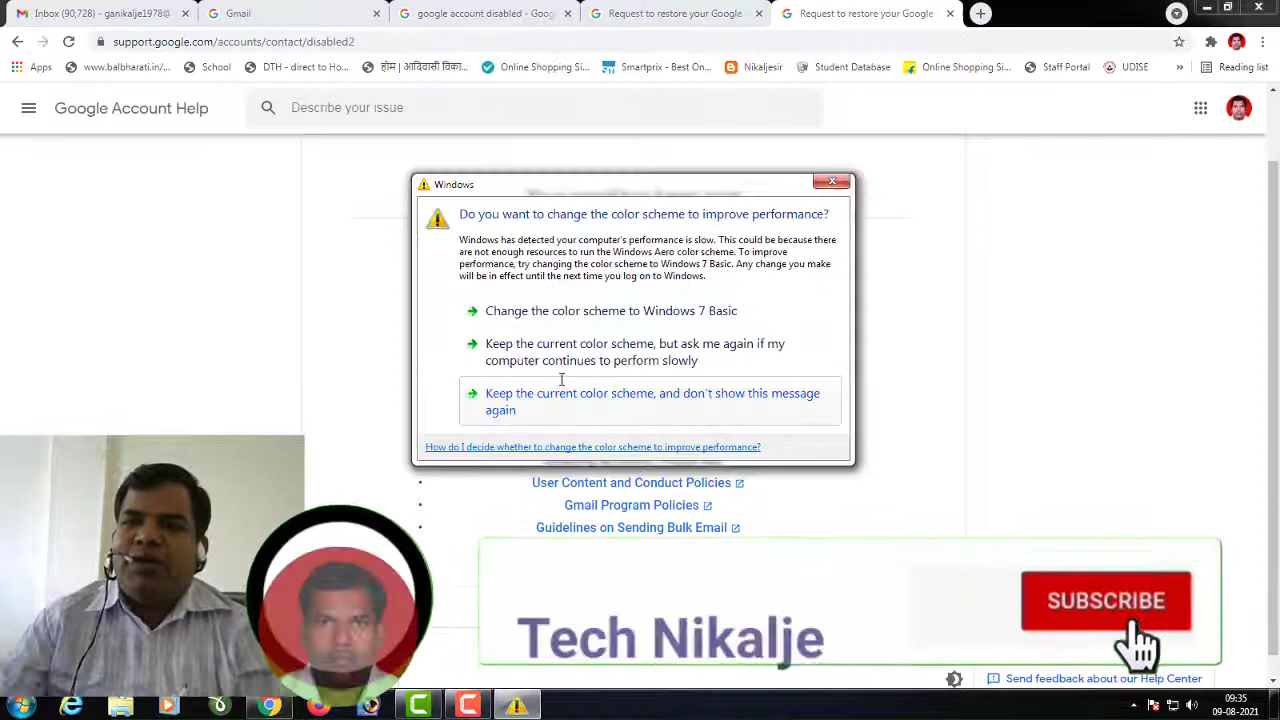 Inbox (90,728) - ganikalje1978@
Gmail
google account disabled - Googl
Request to restore your Google
Request to restore your Google
support.google.com/accounts/contact/disabled2
Apps
www.balbharati.in/
School
DTH - direct to Ho...
होम | आदिवासी विका...
Online Shopping Si...
Smartprix - Best On...
Nikaljesir
Student Database
Online Shopping Si...
Staff Portal
UDISE
»
Reading list
Google Account Help
Describe your issue
Windows
Do you want to change the color scheme to improve performance?
Windows has detected your computer's performance is slow. This could be because there
are not enough resources to run the Windows Aero color scheme. To improve
performance, try changing the color scheme to Windows 7 Basic. Any change you make
will be in effect until the next time you log on to Windows.
Change the color scheme to Windows 7 Basic
Keep the current color scheme, but ask me again if my
computer continues to perform slowly
Keep the current color scheme, and don't show this message
again
How do I decide whether to change the color scheme to improve performance?
User Content and Conduct Policies
Gmail Program Policies
Guidelines on Sending Bulk Email
Tech Nikalje
SUBSCRIBE
Send feedback about our Help Center
09:35
09-08-2021